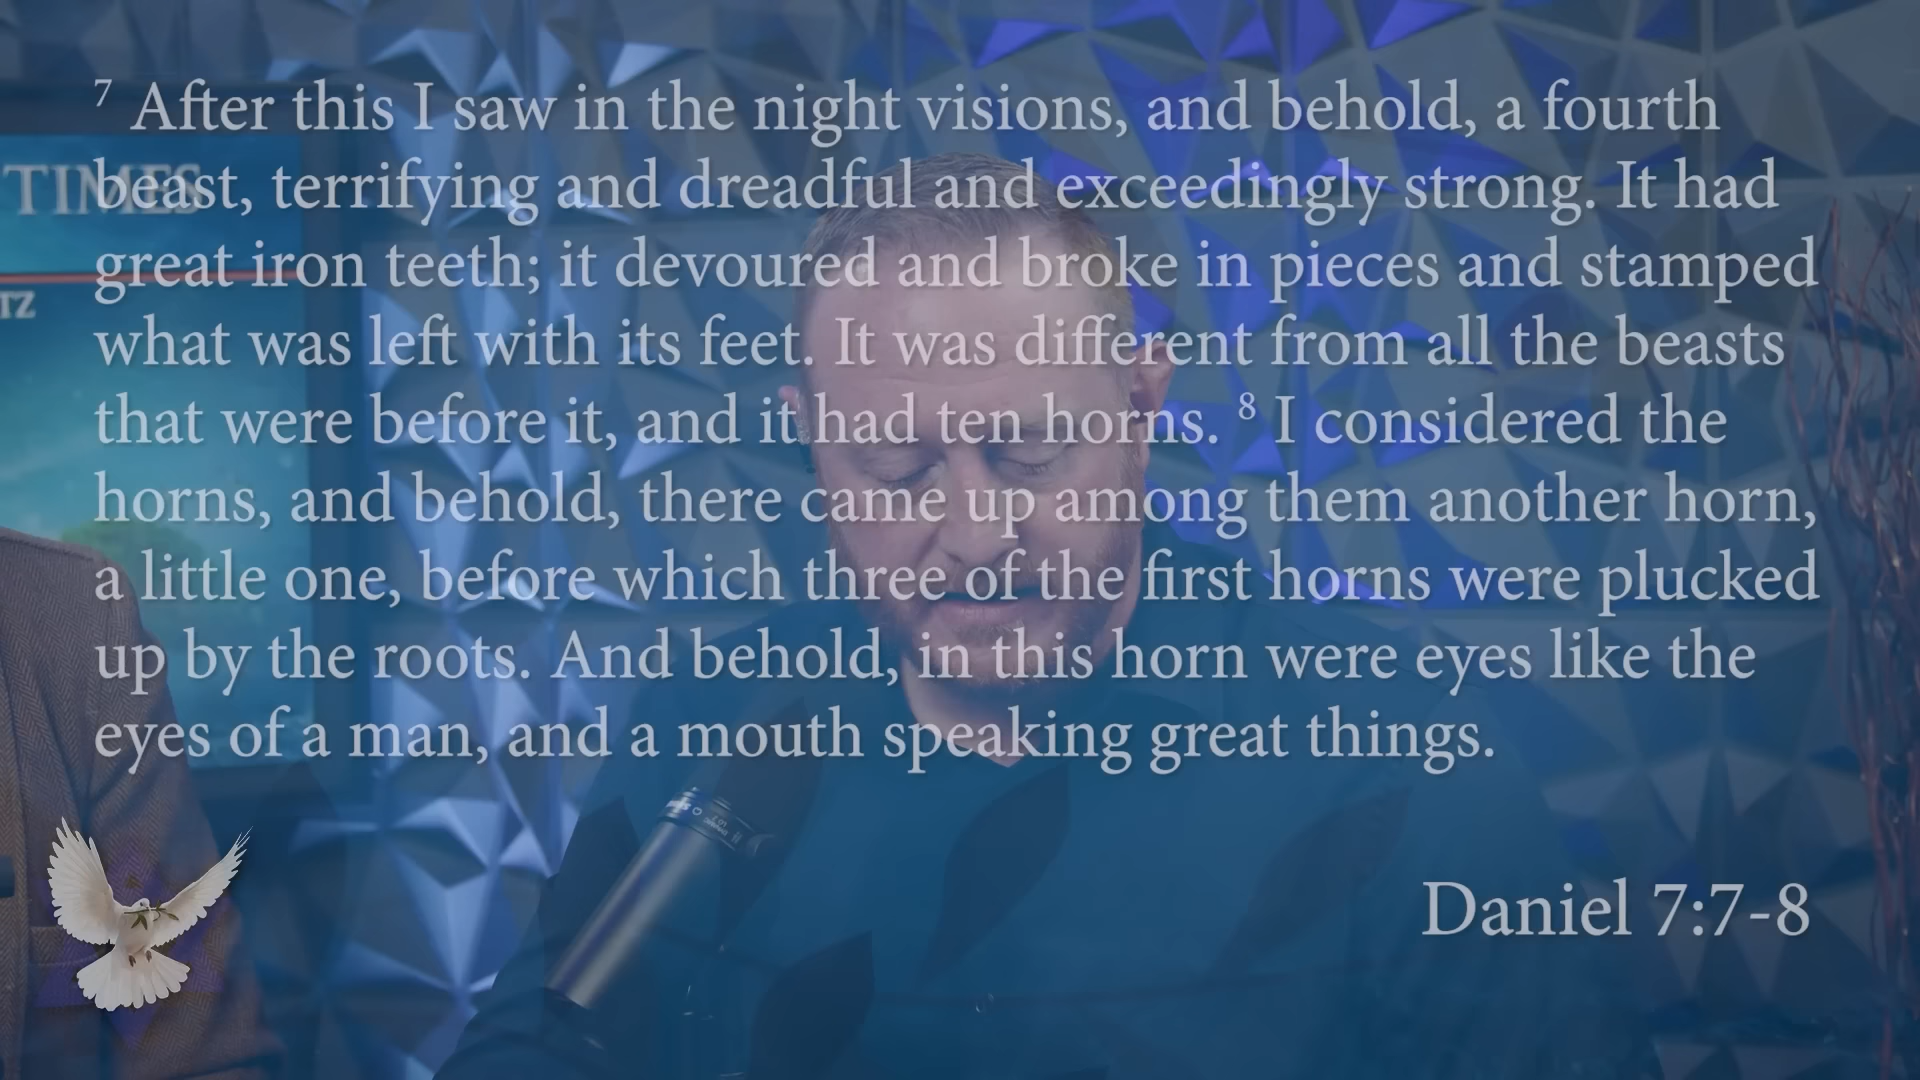 7 After this I saw in the night visions, and behold, a fourth
beast, terrifying and dreadful and exceedingly strong. It had
great iron teeth; it devoured and broke in pieces and stamped
what was left with its feet. It was different from all the beasts
that were before it, and it had ten horns. 8 I considered the
horns, and behold, there came up among them another horn,
a little one, before which three of the first horns were plucked
up by the roots. And behold, in this horn were eyes like the
eyes of a man, and a mouth speaking great things.
Daniel 7:7-8
TIMES
TZ